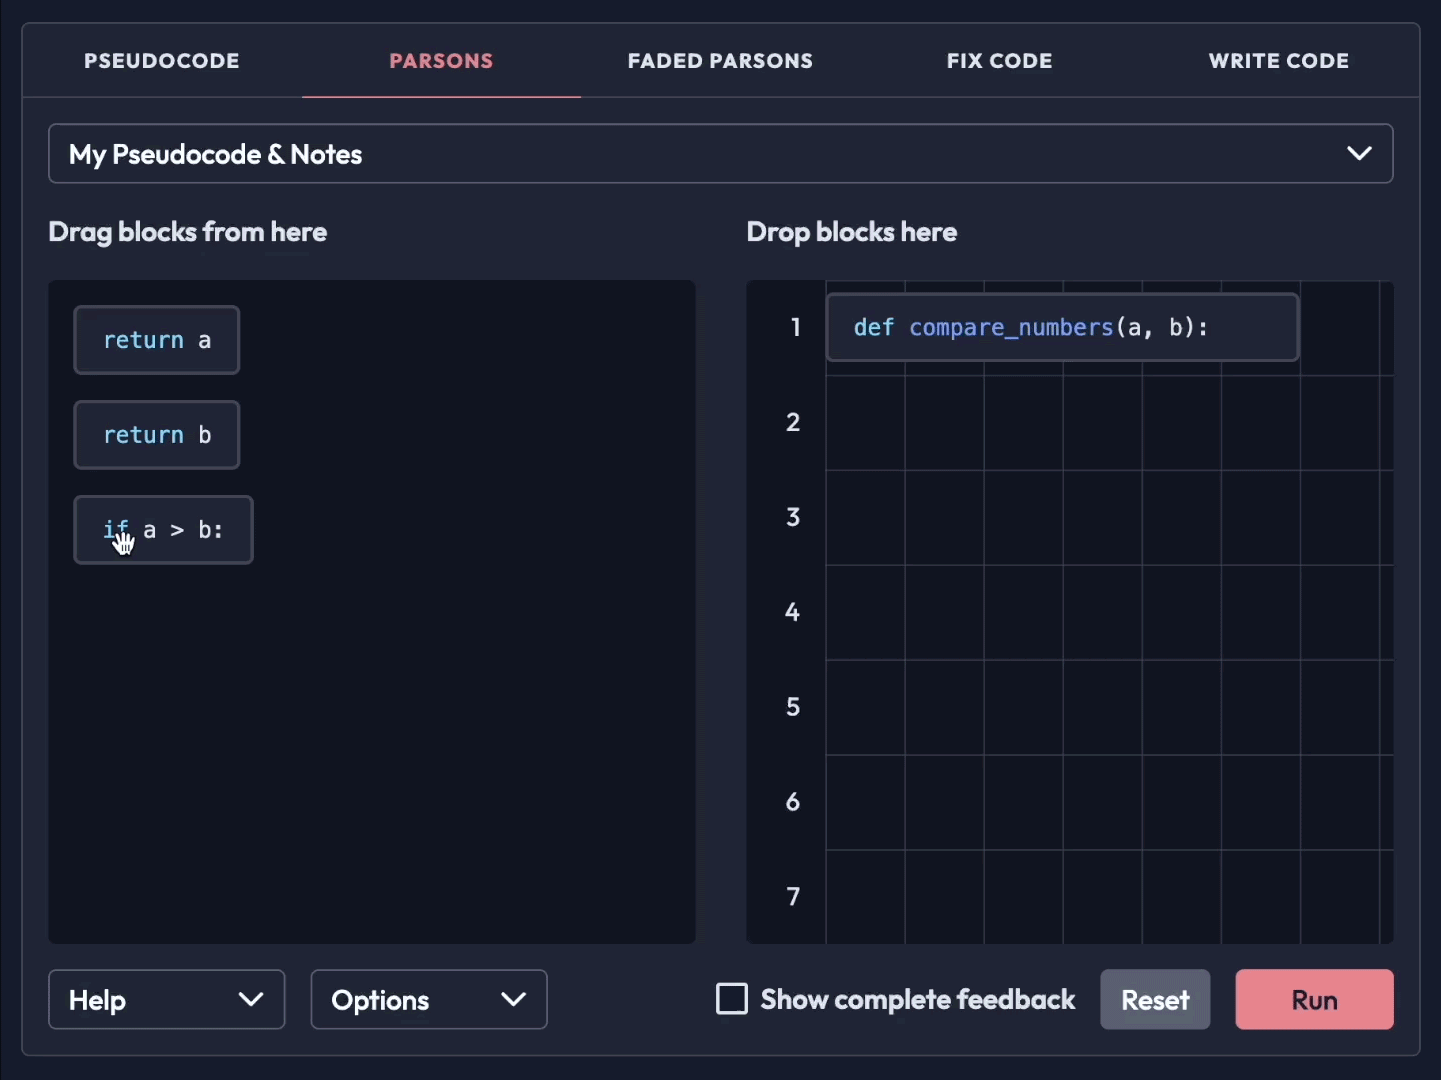 PSEUDOCODE PARSONS FADED PARSONS FIX CODE WRITE CODE
My Pseudocode & Notes
Drag blocks from here
return a
return b
if a > b:
Drop blocks here
1 def compare_numbers(a, b):
2
3
4
5
6
7
Help Options Show complete feedback Reset Run